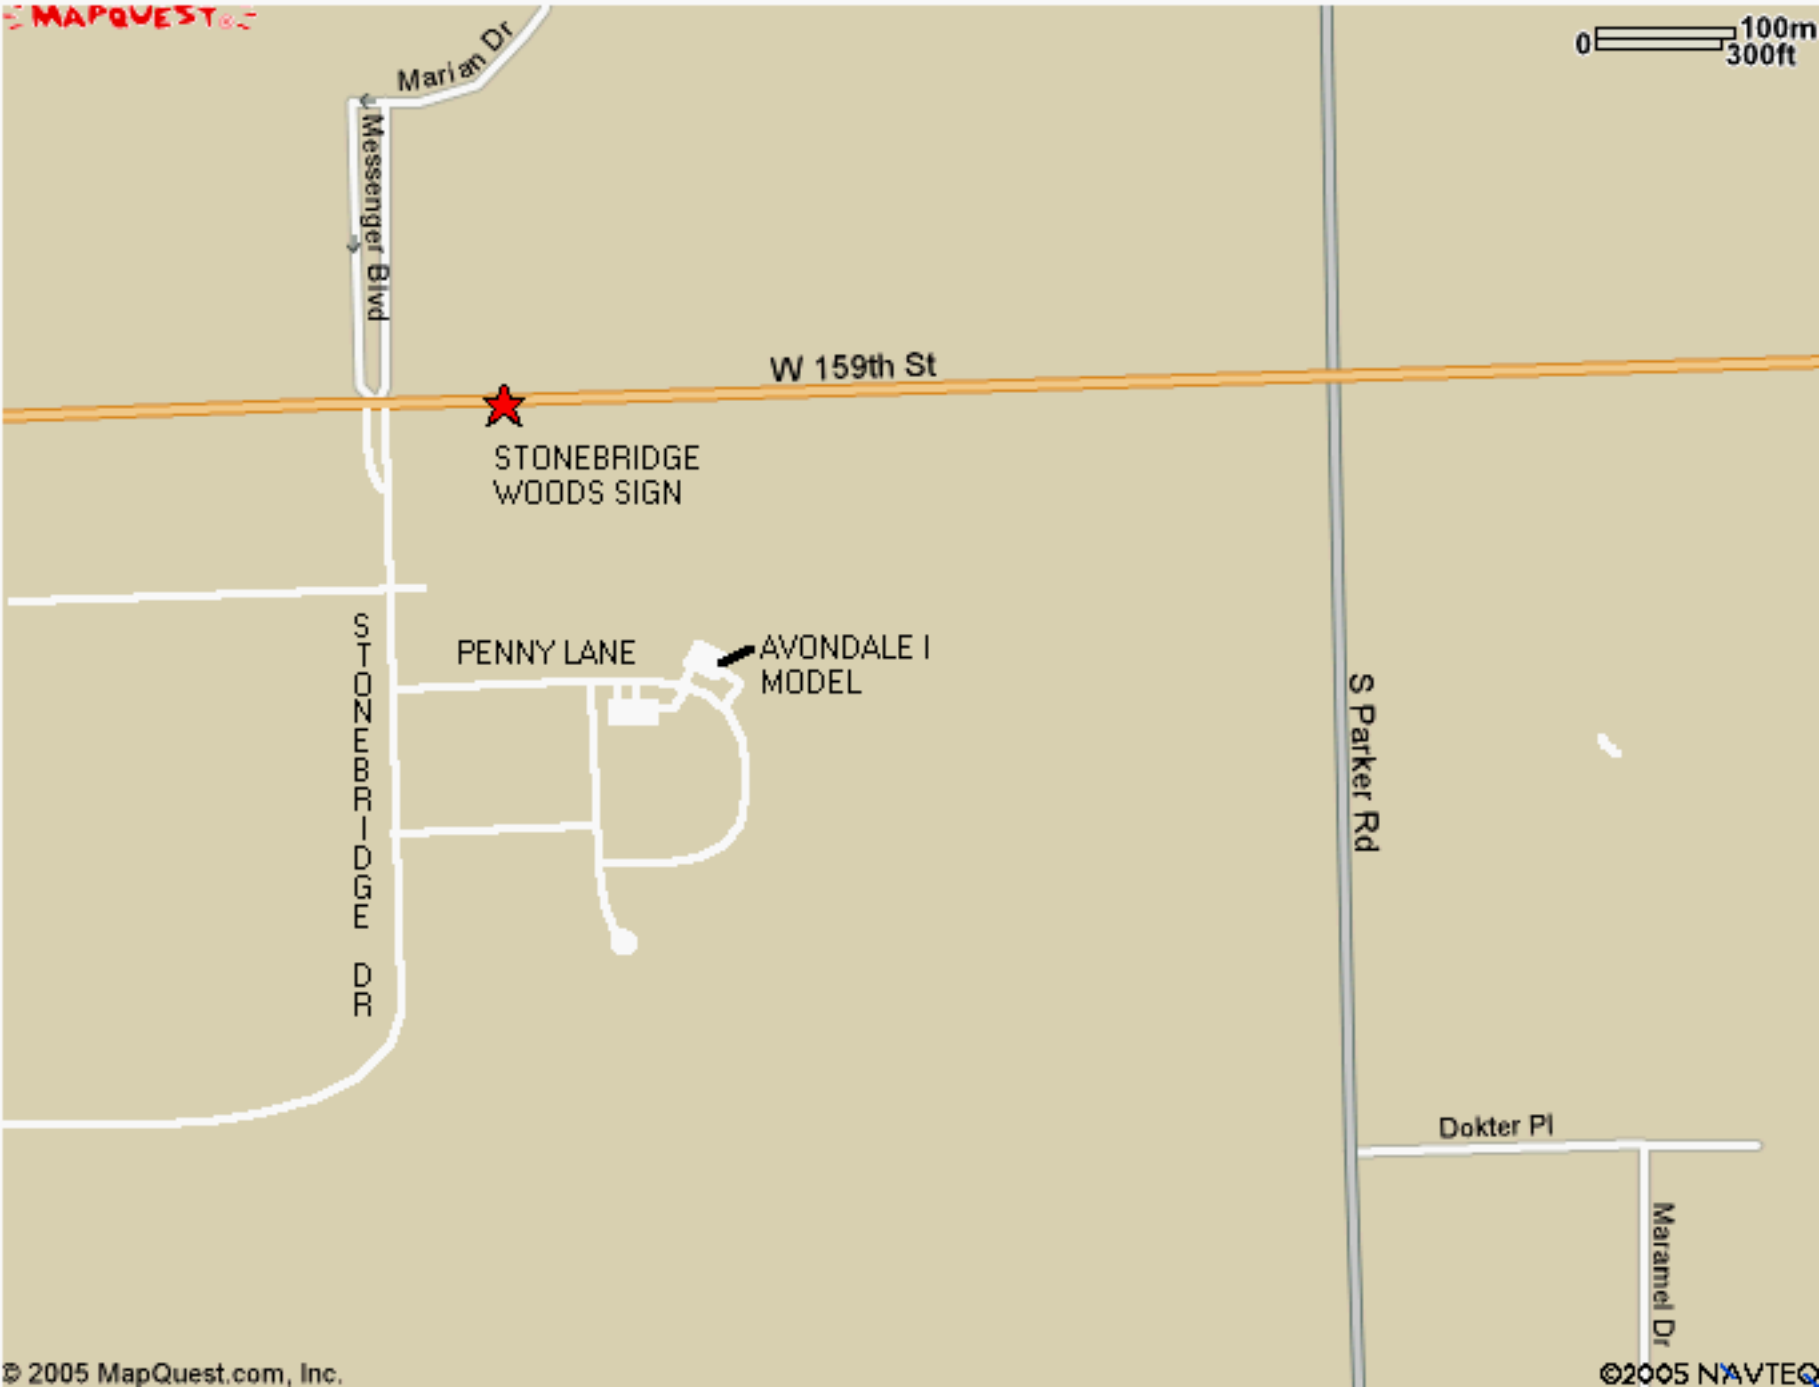 MAPQUEST®
100m
0
300ft
Marian Dr
Messenger Blvd
W 159th St
STONEBRIDGE
WOODS SIGN
STONEBRIDGE DR
PENNY LANE
AVONDALE I
MODEL
S Parker Rd
Dokter Pl
Maramel Dr
© 2005 MapQuest.com, Inc.
©2005 NAVTEQ